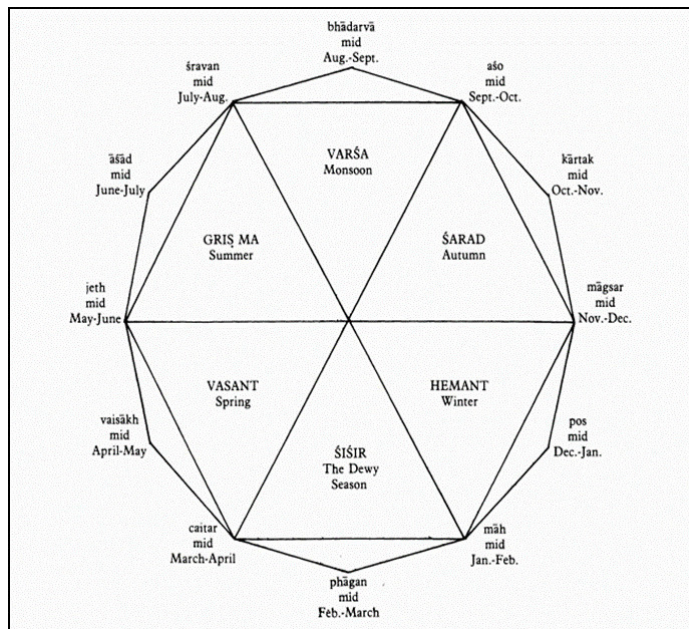 bhādarvā
mid
Aug.-Sept.
śravan
mid
July-Aug.
aśo
mid
Sept.-Oct.
āśāḍ
mid
June-July
VARŚA
Monsoon
kārtak
mid
Oct.-Nov.
GRIṢ MA
Summer
ŚARAD
Autumn
jeth
mid
May-June
māgsar
mid
Nov.-Dec.
VASANT
Spring
HEMANT
Winter
vaisākh
mid
April-May
pos
mid
Dec.-Jan.
ŚIŚIR
The Dewy
Season
caitar
mid
March-April
māh
mid
Jan.-Feb.
phāgan
mid
Feb.-March